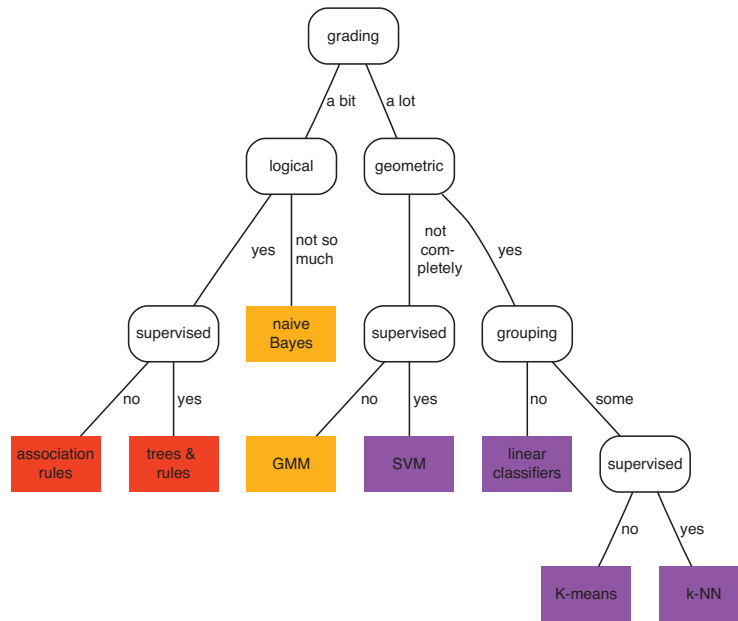 grading
a bit
a lot
logical
geometric
yes
not so
much
not
com-
pletely
yes
supervised
naive
Bayes
supervised
grouping
no
yes
no
yes
no
some
association
rules
trees &
rules
GMM
SVM
linear
classifiers
supervised
no
yes
K-means
k-NN